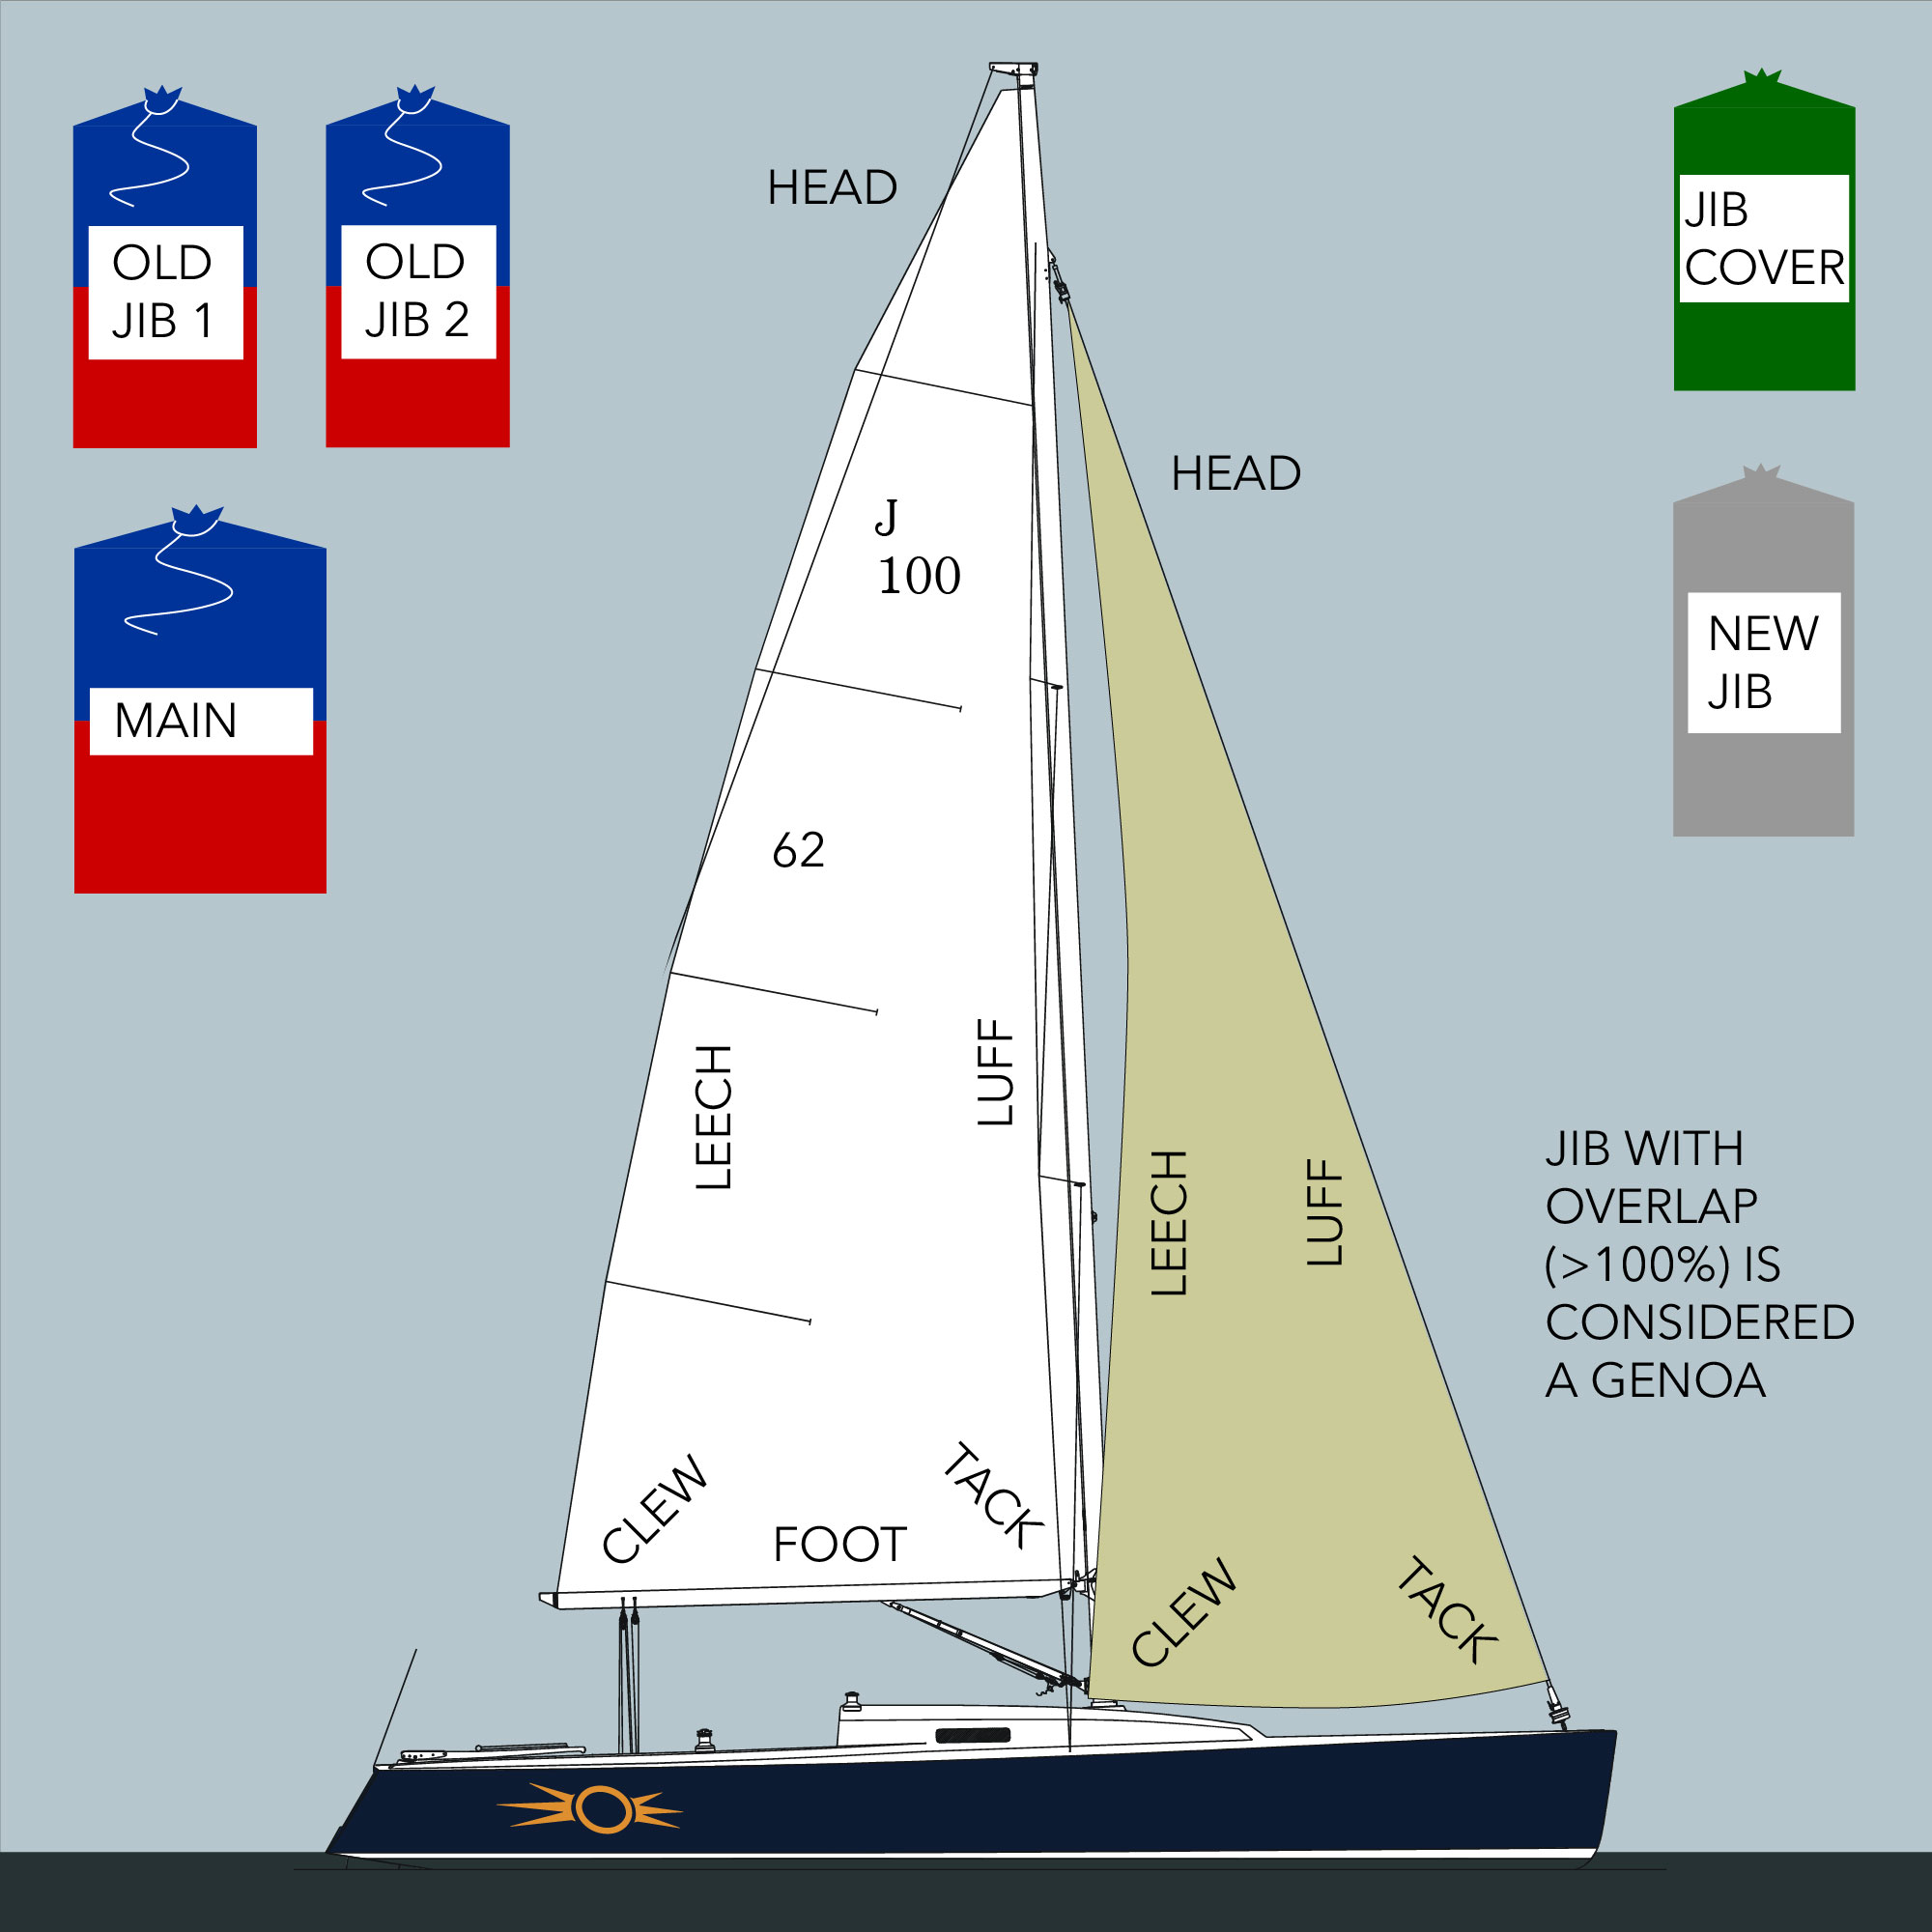 OLD
JIB 1
OLD
JIB 2
MAIN
HEAD
HEAD
J
100
62
LEECH
LUFF
CLEW
FOOT
TACK
LEECH
LUFF
CLEW
TACK
JIB
COVER
NEW
JIB
JIB WITH
OVERLAP
(>100%) IS
CONSIDERED
A GENOA